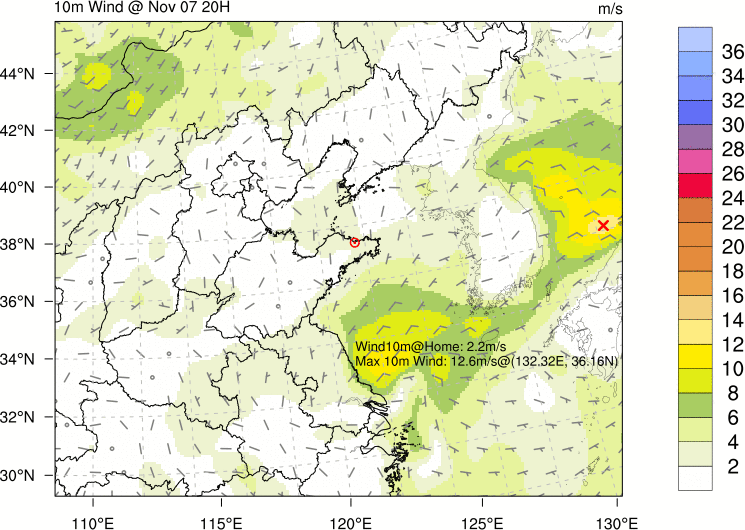 10m Wind @ Nov 07 20H
m/s
44°N
42°N
40°N
38°N
36°N
34°N
32°N
30°N
110°E
115°E
120°E
125°E
130°E
Wind10m@Home: 2.2m/s
Max 10m Wind: 12.6m/s@(132.32E, 36.16N)
36
34
32
30
28
26
24
22
20
18
16
14
12
10
8
6
4
2